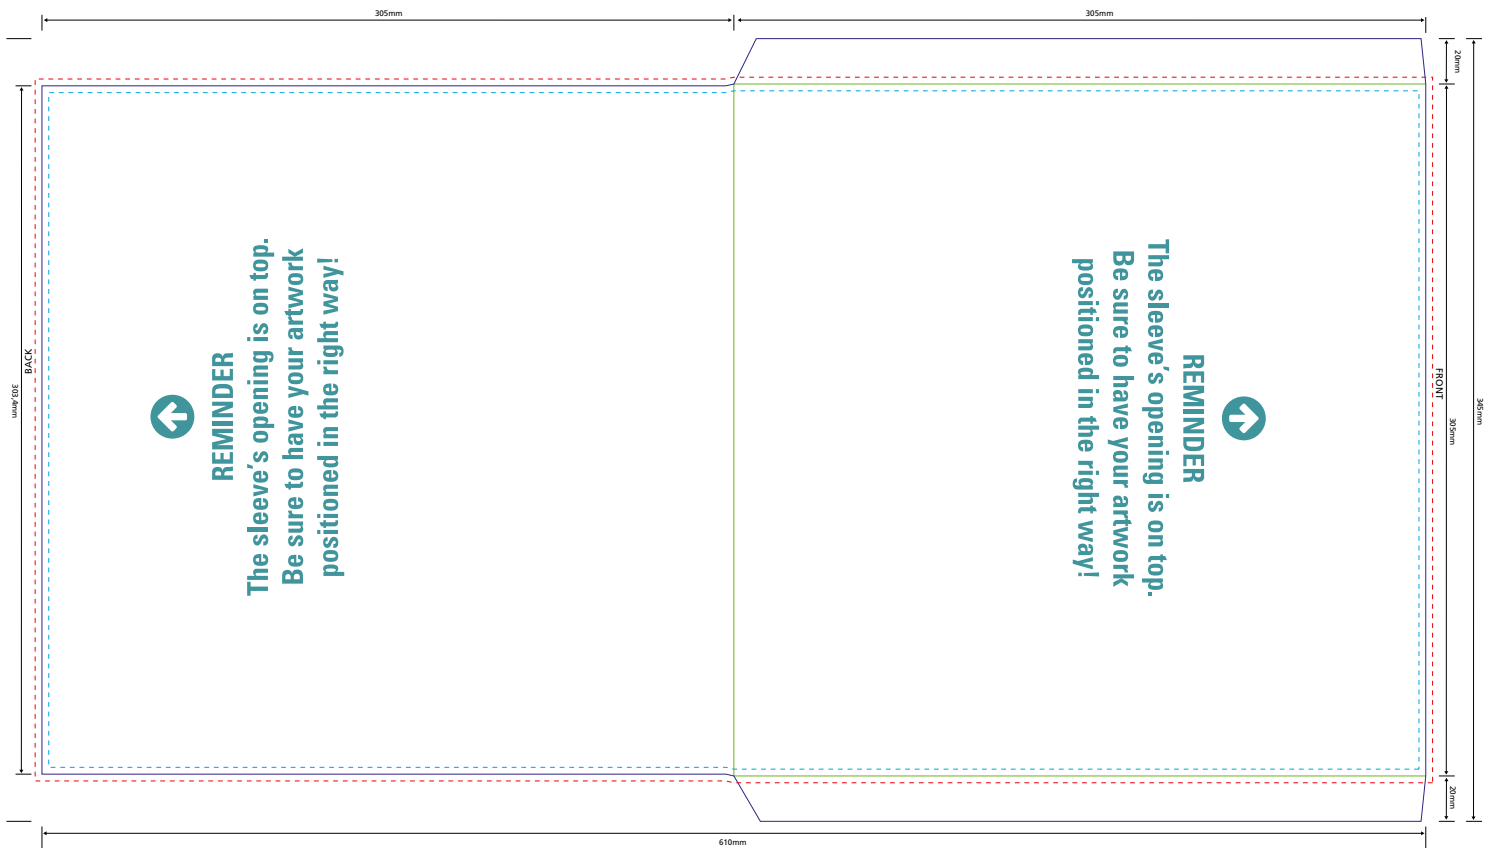 305mm
305mm
20mm
BACK
303,4mm
REMINDER
The sleeve's opening is on top.
Be sure to have your artwork
positioned in the right way!
REMINDER
The sleeve's opening is on top.
Be sure to have your artwork
positioned in the right way!
FRONT
305mm
345mm
20mm
610mm